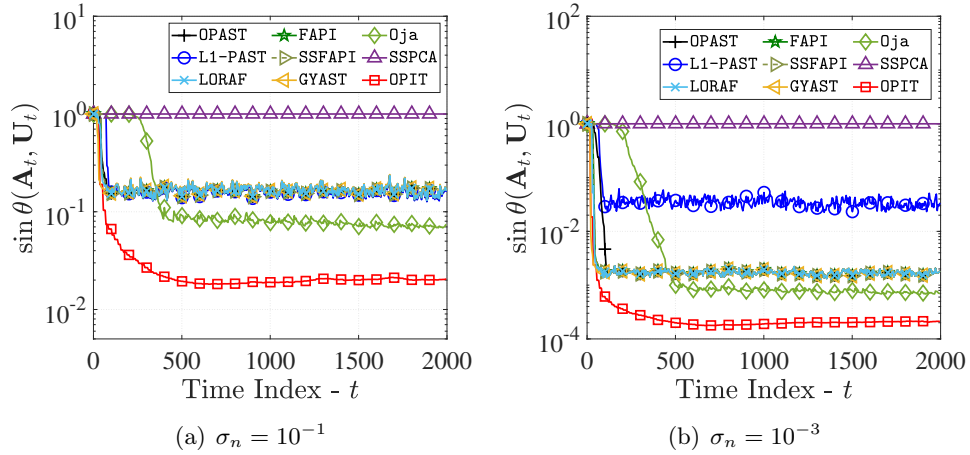 10^1
OPAST FAPI Oja
L1-PAST SSFAPI SSPCA
LORAF GYAST OPIT
10^0
10^{-1}
10^{-2}
sin θ(A_t, U_t)
0 500 1000 1500 2000
Time Index - t
(a) σ_n = 10^{-1}
10^2
OPAST FAPI Oja
L1-PAST SSFAPI SSPCA
LORAF GYAST OPIT
10^0
10^{-2}
10^{-4}
sin θ(A_t, U_t)
0 500 1000 1500 2000
Time Index - t
(b) σ_n = 10^{-3}